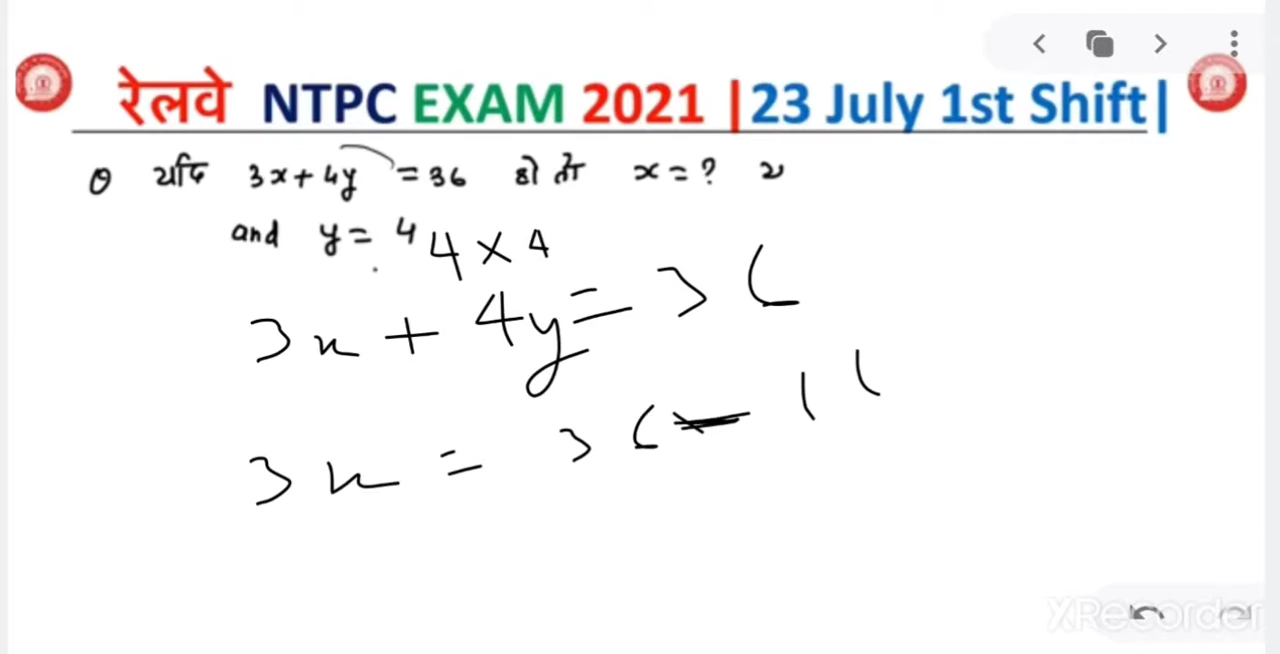 रेलवे NTPC EXAM 2021 |23 July 1st Shift|
यदि 3x+4y = 36 हो तो x = ?
and y = 4 4 × 4
3x + 4y = 36
3x = 36 - 16
XRecorder